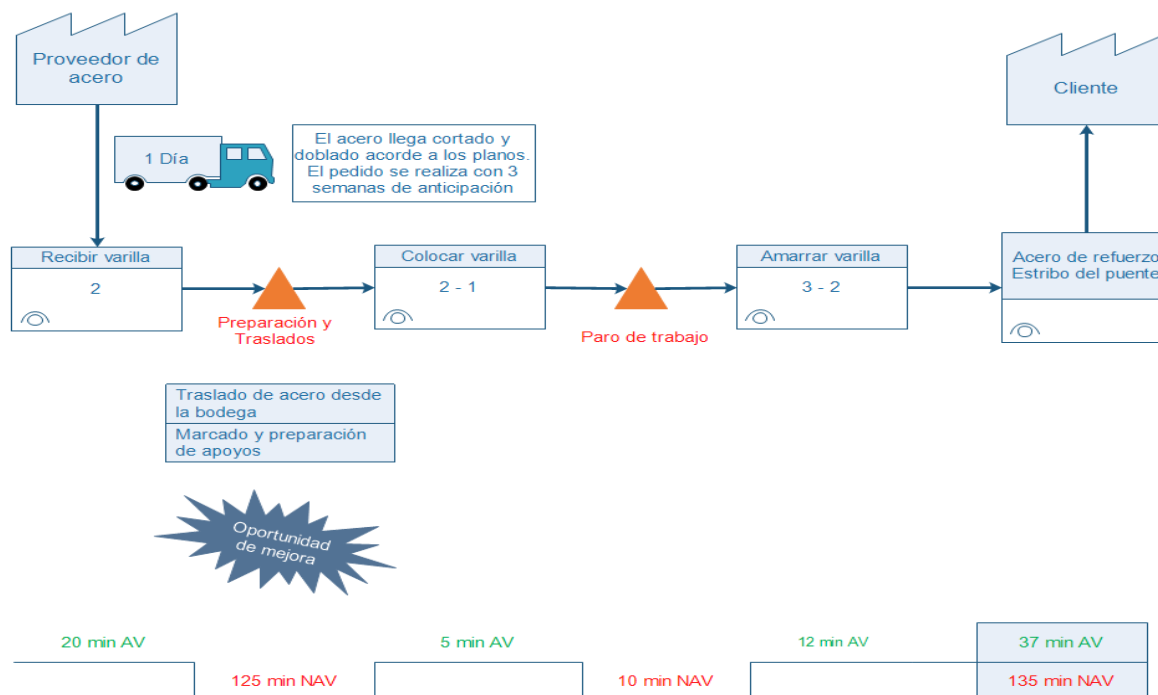 Proveedor de
acero
Cliente
1 Día
El acero llega cortado y
doblado acorde a los planos.
El pedido se realiza con 3
semanas de anticipación
Recibir varilla
2
Preparación y
Traslados
Colocar varilla
2 - 1
Paro de trabajo
Amarrar varilla
3 - 2
Acero de refuerzo
Estribo del puente
Traslado de acero desde
la bodega
Marcado y preparación
de apoyos
Oportunidad
de mejora
20 min AV
125 min NAV
5 min AV
10 min NAV
12 min AV
37 min AV
135 min NAV